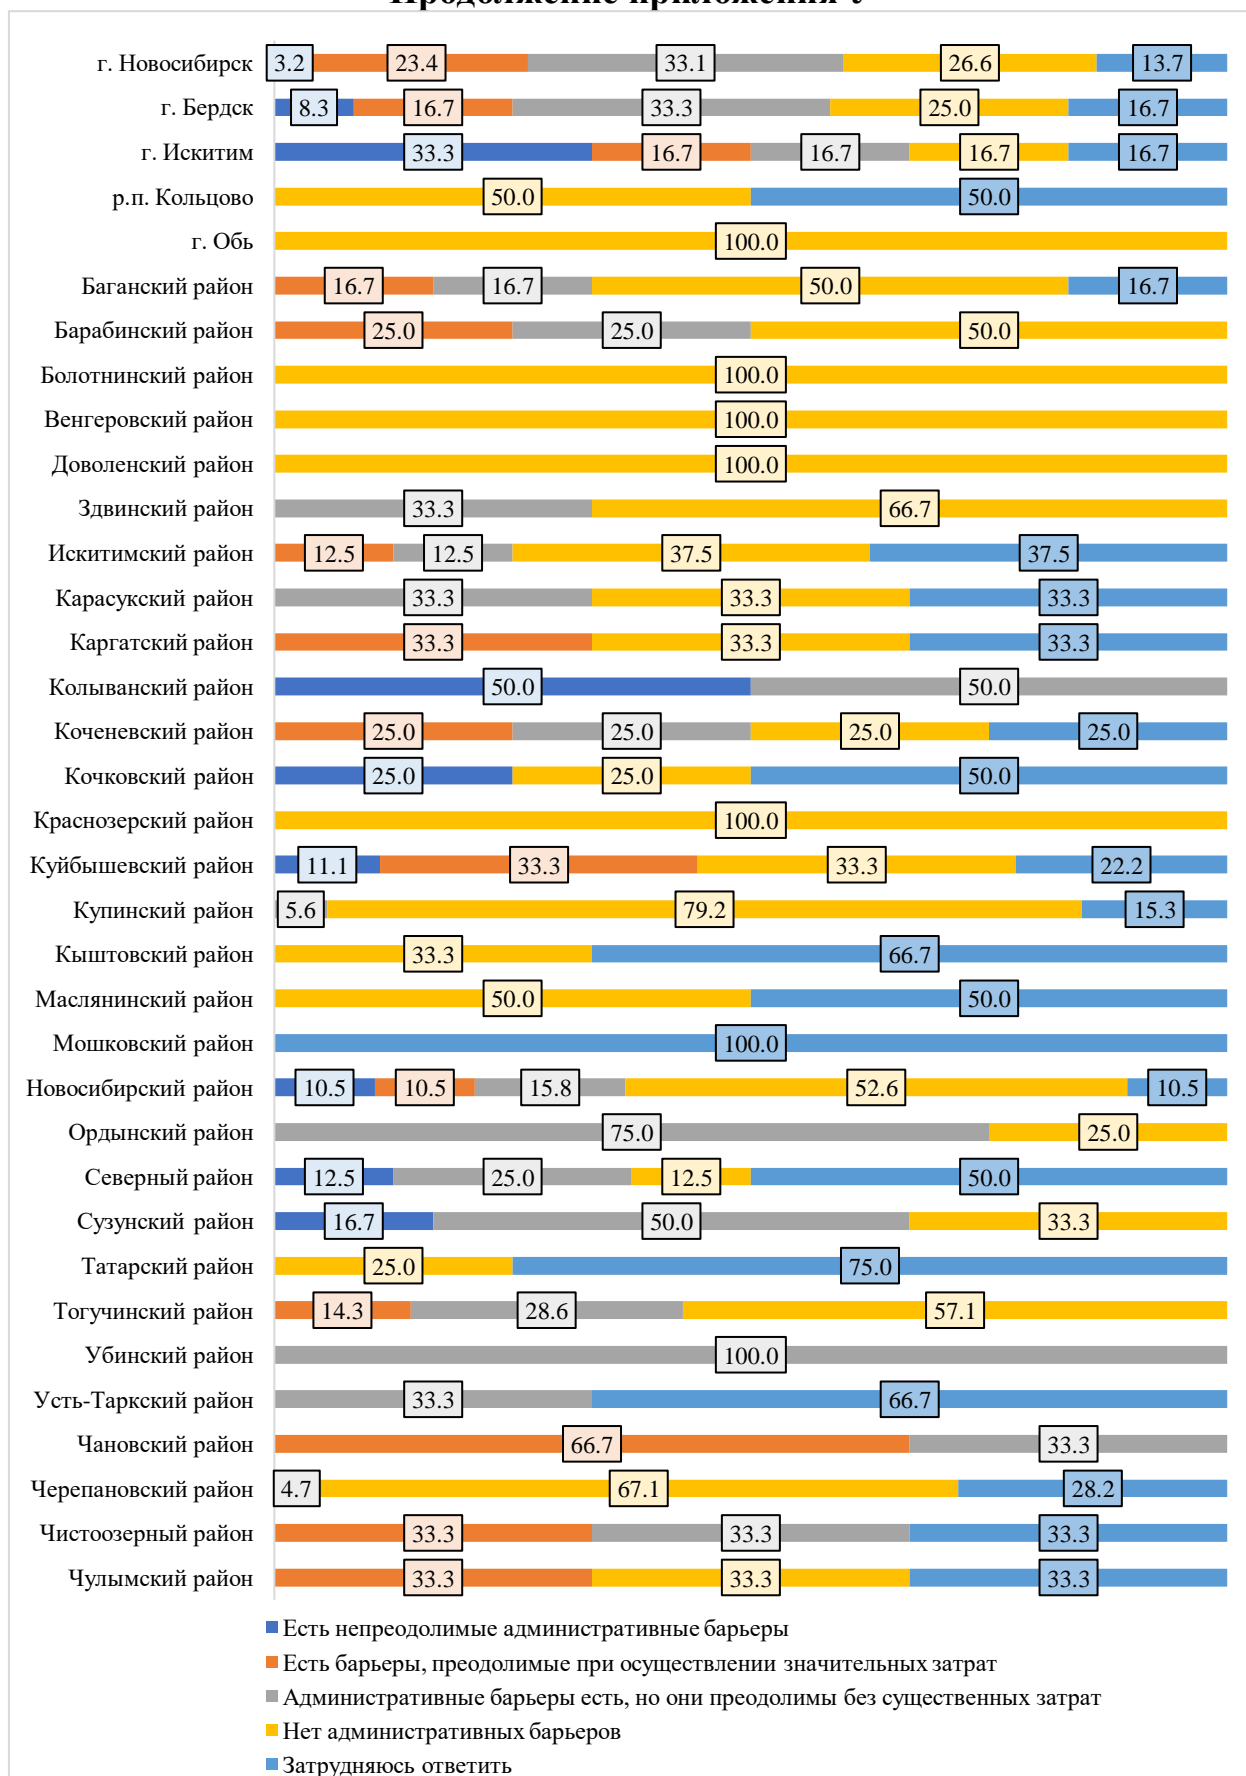 Продолжение приложения 9
г. Новосибирск 3.2 23.4 33.1 26.6 13.7
г. Бердск 8.3 16.7 33.3 25.0 16.7
г. Искитим 33.3 16.7 16.7 16.7 16.7
р.п. Кольцово 50.0 50.0
г. Обь 100.0
Баганский район 16.7 16.7 50.0 16.7
Барабинский район 25.0 25.0 50.0
Болотнинский район 100.0
Венгеровский район 100.0
Доволенский район 100.0
Здвинский район 33.3 66.7
Искитимский район 12.5 12.5 37.5 37.5
Карасукский район 33.3 33.3 33.3
Каргатский район 33.3 33.3 33.3
Колыванский район 50.0 50.0
Коченевский район 25.0 25.0 25.0 25.0
Кочковский район 25.0 25.0 50.0
Краснозерский район 100.0
Куйбышевский район 11.1 33.3 33.3 22.2
Купинский район 5.6 79.2 15.3
Кыштовский район 33.3 66.7
Маслянинский район 50.0 50.0
Мошковский район 100.0
Новосибирский район 10.5 10.5 15.8 52.6 10.5
Ордынский район 75.0 25.0
Северный район 12.5 25.0 12.5 50.0
Сузунский район 16.7 50.0 33.3
Татарский район 25.0 75.0
Тогучинский район 14.3 28.6 57.1
Убинский район 100.0
Усть-Таркский район 33.3 66.7
Чановский район 66.7 33.3
Черепановский район 4.7 67.1 28.2
Чистоозерный район 33.3 33.3 33.3
Чулымский район 33.3 33.3 33.3
Есть непреодолимые административные барьеры
Есть барьеры, преодолимые при осуществлении значительных затрат
Административные барьеры есть, но они преодолимы без существенных затрат
Нет административных барьеров
Затрудняюсь ответить